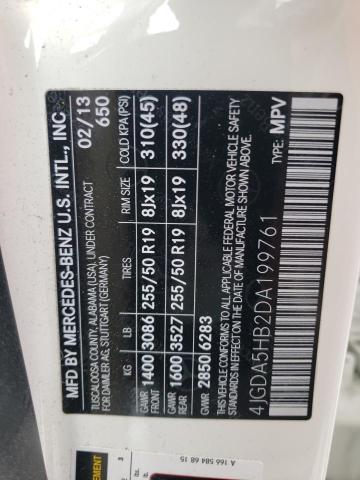 MFD BY MERCEDES-BENZ U.S. INTL., INC
TUSCALOOSA COUNTY, ALABAMA (USA), UNDER CONTRACT 02/13
FOR DAIMLER AG, STUTTGART (GERMANY) 650
KG LB TIRES RIM SIZE COLD KPA(PSI)
GAWR FRONT 1400 3086 255/50 R19 8Jx19 310(45)
GAWR REAR 1600 3527 255/50 R19 8Jx19 330(48)
GVWR 2850 6283
THIS VEHICLE CONFORMS TO ALL APPLICABLE FEDERAL MOTOR VEHICLE SAFETY
STANDARDS IN EFFECT ON THE DATE OF MANUFACTURE SHOWN ABOVE.
4JGDA5HB2DA199761 TYPE: MPV
A 166 584 68 15